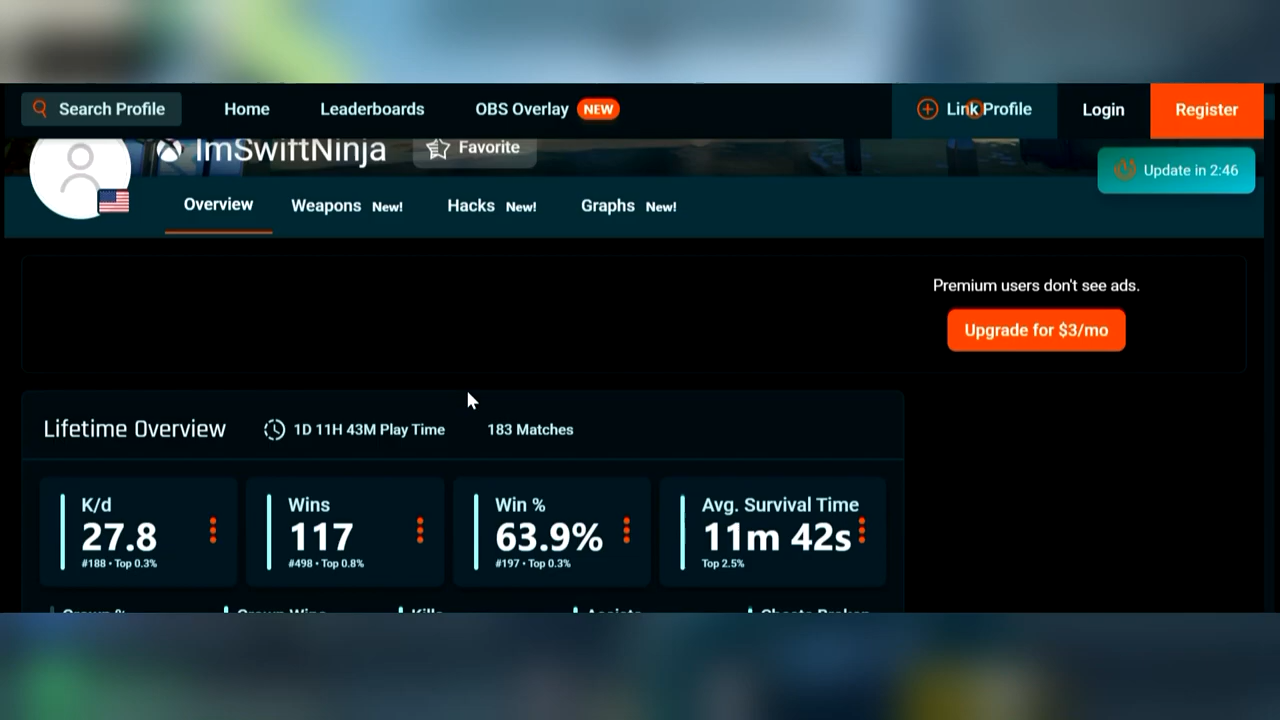 Search Profile Home Leaderboards OBS Overlay NEW Link Profile Login Register
ImSwiftNinja Favorite
Update in 2:46
Overview Weapons New! Hacks New! Graphs New!
Premium users don't see ads.
Upgrade for $3/mo
Lifetime Overview 1D 11H 43M Play Time 183 Matches
K/d Wins Win % Avg. Survival Time
27.8 117 63.9% 11m 42s
#188 • Top 0.3% #498 • Top 0.8% #197 • Top 0.3% Top 2.5%
Kills Assists